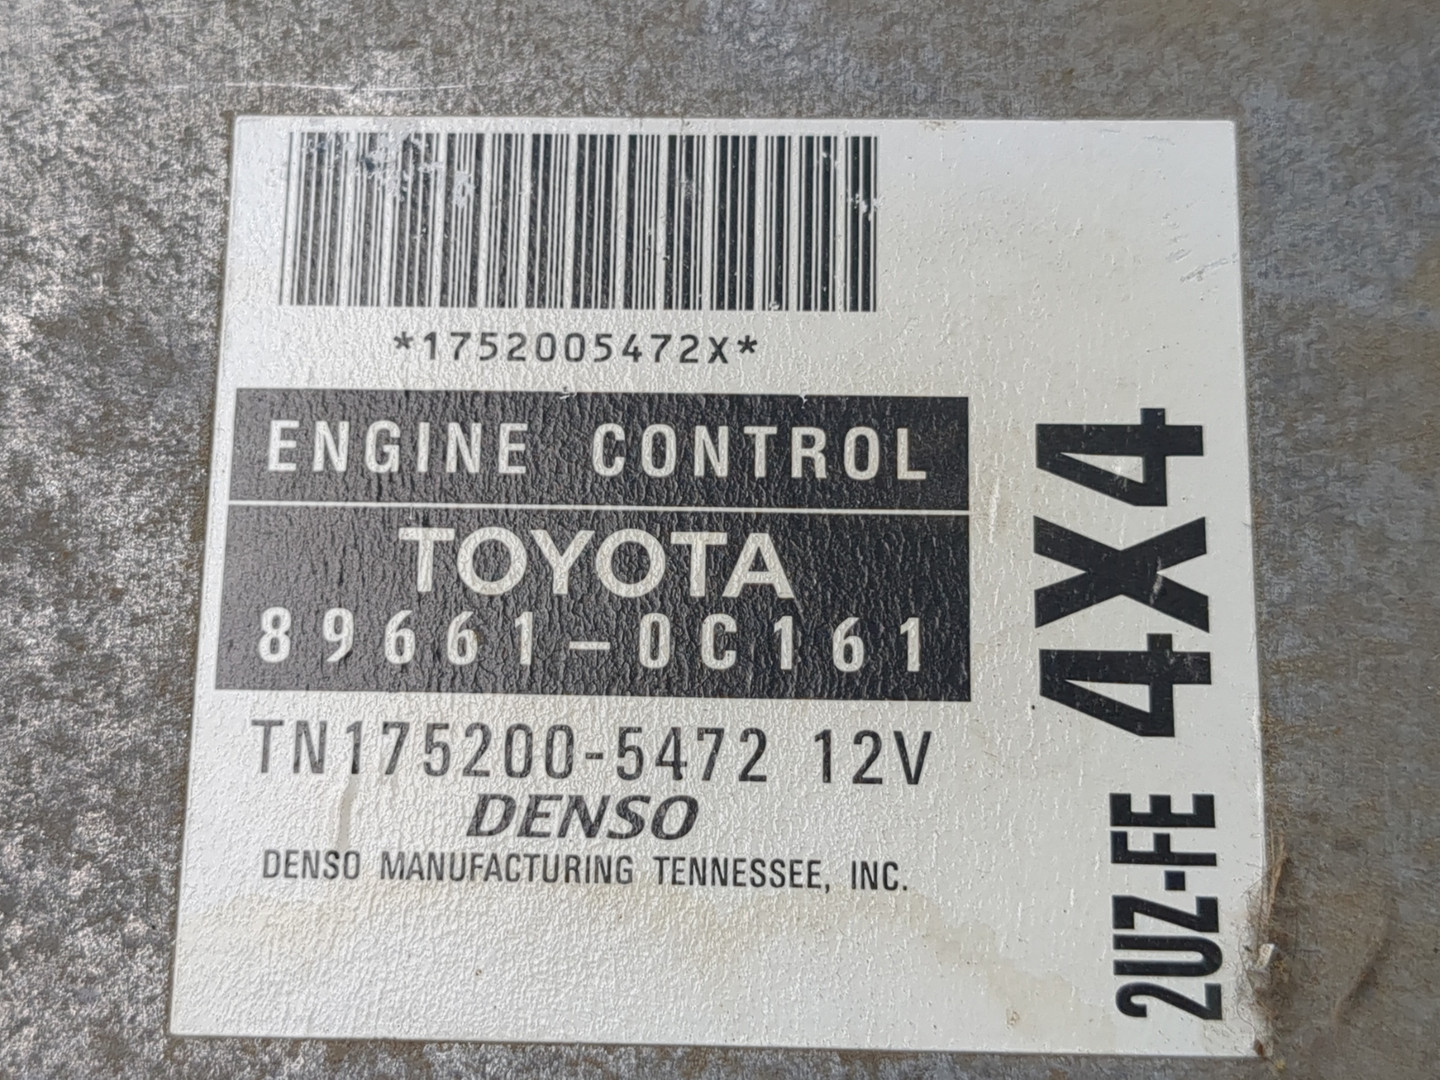 *1752005472X*
ENGINE CONTROL
TOYOTA
89661-0C161
TN175200-5472 12V
DENSO
DENSO MANUFACTURING TENNESSEE, INC.
2UZ-FE 4X4